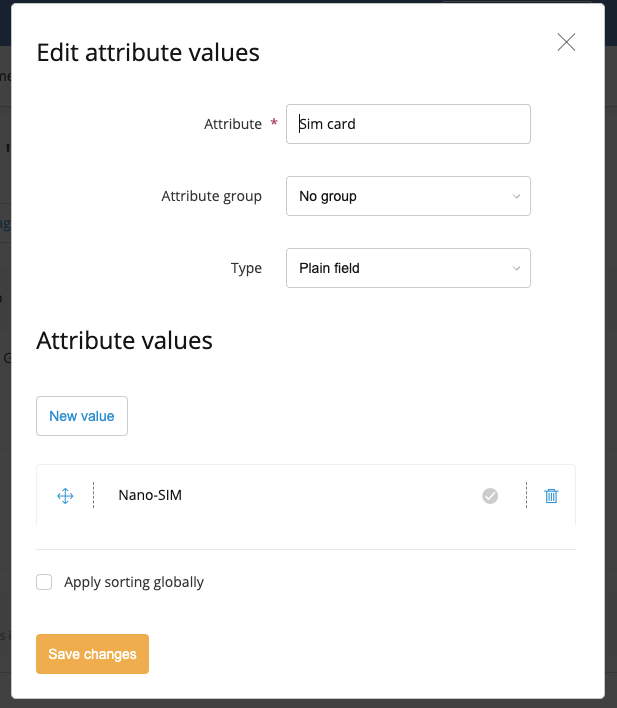 Edit attribute values
Attribute *
Sim card
Attribute group
No group
Type
Plain field
Attribute values
New value
Nano-SIM
Apply sorting globally
Save changes